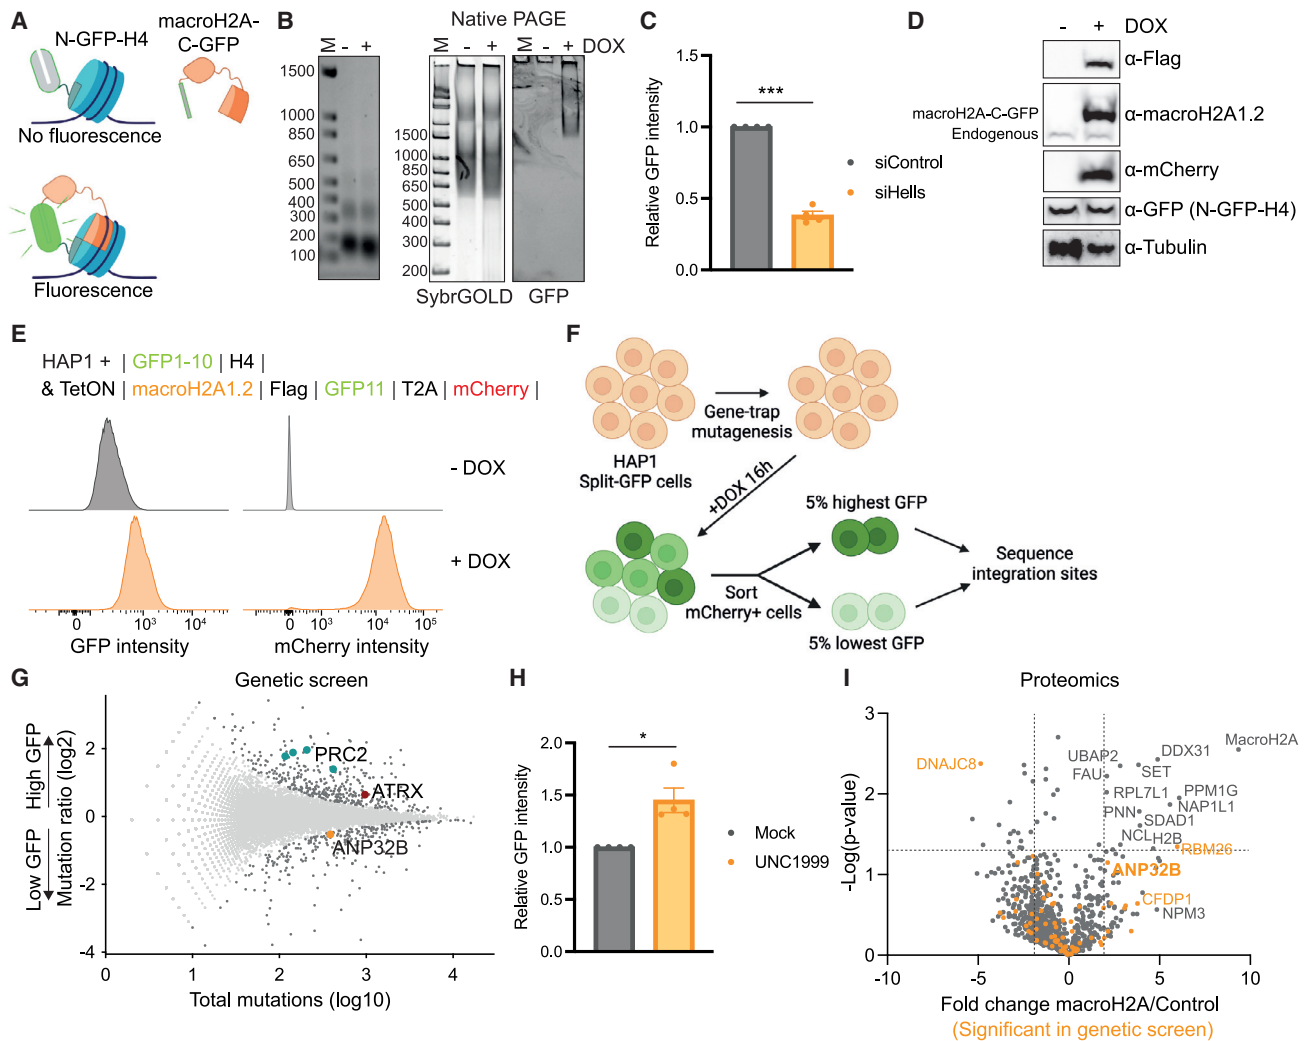 A
N-GFP-H4
macroH2A-
C-GFP
No fluorescence
Fluorescence
B
Native PAGE
M - +
M - + M - + DOX
1500
1000
850
650
500
400
300
200
100
1500
1000
850
650
500
400
300
200
SybrGOLD GFP
C
Relative GFP intensity
1.5
1.0
0.5
0.0
***
siControl
siHells
D
- + DOX
α-Flag
macroH2A-C-GFP
Endogenous
α-macroH2A1.2
α-mCherry
α-GFP (N-GFP-H4)
α-Tubulin
E
HAP1 + | GFP1-10 | H4 |
& TetON | macroH2A1.2 | Flag | GFP11 | T2A | mCherry |
- DOX
+ DOX
0 10³ 10⁴
GFP intensity
0 10³ 10⁴ 10⁵
mCherry intensity
F
HAP1
Split-GFP cells
Gene-trap
mutagenesis
+DOX 16h
Sort
mCherry+ cells
5% highest GFP
5% lowest GFP
Sequence
integration sites
G
Genetic screen
Low GFP High GFP
Mutation ratio (log2)
2
0
-2
-4
PRC2
ATRX
ANP32B
0 1 2 3 4
Total mutations (log10)
H
Relative GFP intensity
2.0
1.5
1.0
0.5
0.0
*
Mock
UNC1999
I
Proteomics
-Log(p-value)
3
2
1
0
DNAJC8
UBAP2
FAU
DDX31
MacroH2A
SET
RPL7L1
PPM1G
NAP1L1
PNN
SDAD1
NCL
H2B
RBM26
ANP32B
CFDP1
NPM3
-10 -5 0 5 10
Fold change macroH2A/Control
(Significant in genetic screen)